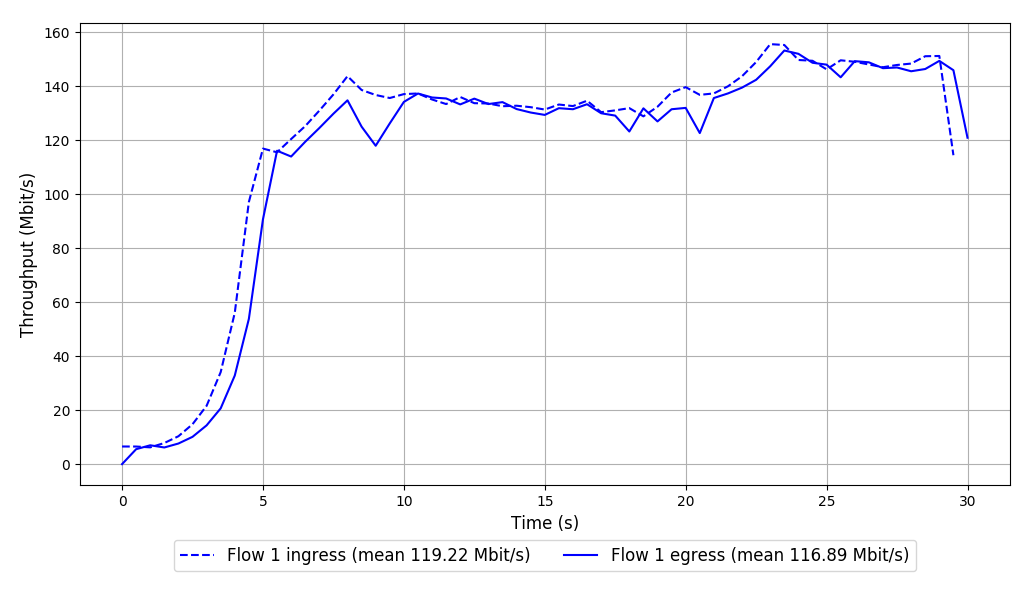 160
140
120
100
80
60
40
20
0
Throughput (Mbit/s)
0 5 10 15 20 25 30
Time (s)
Flow 1 ingress (mean 119.22 Mbit/s) Flow 1 egress (mean 116.89 Mbit/s)